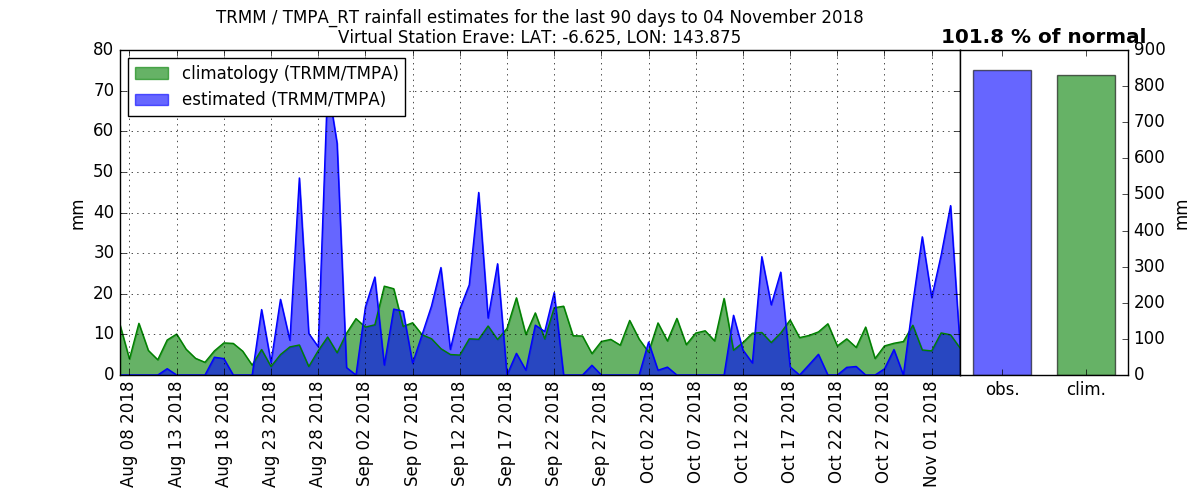 TRMM / TMPA_RT rainfall estimates for the last 90 days to 04 November 2018
Virtual Station Erave: LAT: -6.625, LON: 143.875
101.8 % of normal
climatology (TRMM/TMPA)
estimated (TRMM/TMPA)
80
70
60
50
40
30
20
10
0
mm
Aug 08 2018
Aug 13 2018
Aug 18 2018
Aug 23 2018
Aug 28 2018
Sep 02 2018
Sep 07 2018
Sep 12 2018
Sep 17 2018
Sep 22 2018
Sep 27 2018
Oct 02 2018
Oct 07 2018
Oct 12 2018
Oct 17 2018
Oct 22 2018
Oct 27 2018
Nov 01 2018
obs.
clim.
900
800
700
600
500
400
300
200
100
0
mm